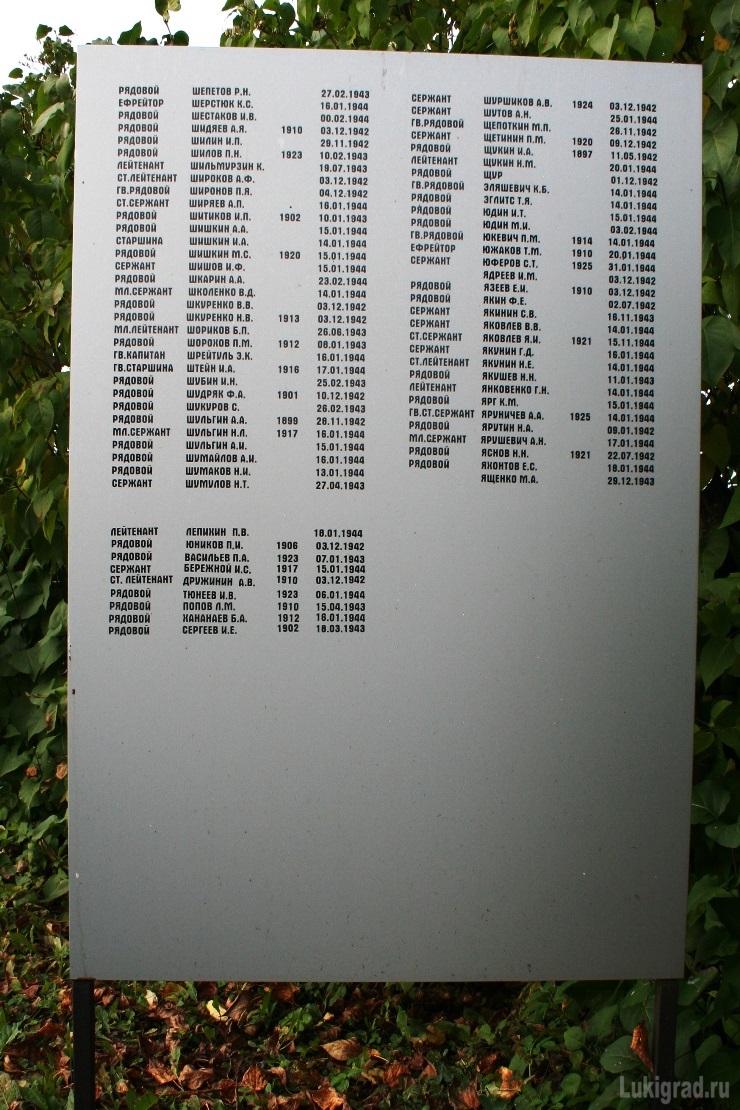 РЯДОВОЙ ШЕПЕТОВ Р.Н. 27.02.1943
ЕФРЕЙТОР ШЕРСТЮК К.С. 16.01.1944
РЯДОВОЙ ШЕСТАКОВ И.В. 00.02.1944
РЯДОВОЙ ШИДЯЕВ А.Я. 1910 03.12.1942
РЯДОВОЙ ШИЛИН И.П. 29.11.1942
РЯДОВОЙ ШИЛОВ П.Н. 1923 10.02.1943
ЛЕЙТЕНАНТ ШИЛЬМУРЗИН К. 19.07.1943
СТ.ЛЕЙТЕНАНТ ШИРОКОВ А.Ф. 03.12.1942
ГВ.РЯДОВОЙ ШИРОНОВ П.Я. 04.12.1942
СТ.СЕРЖАНТ ШИРЯЕВ А.П. 16.01.1944
РЯДОВОЙ ШИТИКОВ И.П. 1902 10.01.1943
РЯДОВОЙ ШИШКИН А.А. 15.01.1944
СТАРШИНА ШИШКИН И.А. 14.01.1944
РЯДОВОЙ ШИШКИН М.С. 1920 15.01.1944
СЕРЖАНТ ШИШОВ И.Ф. 15.01.1944
РЯДОВОЙ ШКАРИН А.А. 23.02.1944
МЛ.СЕРЖАНТ ШКОЛЕНКО В.Д. 14.01.1944
РЯДОВОЙ ШКУРЕНКО В.В. 03.12.1942
РЯДОВОЙ ШКУРЕНКО Н.В. 1913 03.12.1942
МЛ.ЛЕЙТЕНАНТ ШОРИКОВ Б.П. 26.06.1943
РЯДОВОЙ ШОРОХОВ П.М. 1912 08.01.1943
ГВ.КАПИТАН ШРЕЙТУЛЬ Э.К. 16.01.1944
ГВ.СТАРШИНА ШТЕЙН И.А. 1916 17.01.1944
РЯДОВОЙ ШУБИН И.Н. 25.02.1943
РЯДОВОЙ ШУДРЯК Ф.А. 1901 10.12.1942
РЯДОВОЙ ШУКУРОВ С. 26.02.1943
РЯДОВОЙ ШУЛЬГИН А.А. 1899 28.11.1942
МЛ.СЕРЖАНТ ШУЛЬГИН Н.Л. 1917 16.01.1944
РЯДОВОЙ ШУЛЬГИН А.И. 15.01.1944
РЯДОВОЙ ШУМАЙЛОВ А.И. 16.01.1944
РЯДОВОЙ ШУМАКОВ Н.И. 13.01.1944
СЕРЖАНТ ШУМУЛОВ Н.Т. 27.04.1943
ЛЕЙТЕНАНТ ЛЕПИХИН П.В. 18.01.1944
РЯДОВОЙ ЮНИКОВ П.И. 1906 03.12.1942
РЯДОВОЙ ВАСИЛЬЕВ П.А. 1923 07.01.1943
СЕРЖАНТ БЕРЕЖНОЙ И.С. 1917 15.01.1944
СТ. ЛЕЙТЕНАНТ ДРУЖИНИН А.В. 1910 03.12.1942
РЯДОВОЙ ТЮНЕЕВ И.В. 1923 06.01.1944
РЯДОВОЙ ПОПОВ Л.М. 1910 15.04.1943
РЯДОВОЙ ХАНАНАЕВ Б.А. 1912 16.01.1944
РЯДОВОЙ СЕРГЕЕВ И.Е. 1902 18.03.1943
СЕРЖАНТ ШУРШИКОВ А.В. 1924 03.12.1942
СЕРЖАНТ ШУТОВ А.Н. 25.01.1944
ГВ.РЯДОВОЙ ЩЕПОТКИН М.П. 28.11.1942
СЕРЖАНТ ЩЕТИНИН П.М. 1920 09.12.1942
РЯДОВОЙ ЩУКИН И.А. 1897 11.05.1942
ЛЕЙТЕНАНТ ЩУКИН Н.М. 20.01.1944
РЯДОВОЙ ЩУР 01.12.1942
ГВ.РЯДОВОЙ ЭЛЯШЕВИЧ К.Б. 14.01.1944
РЯДОВОЙ ЭГЛИТС Т.Я. 14.01.1944
РЯДОВОЙ ЮДИН И.Т. 15.01.1944
РЯДОВОЙ ЮДИН М.И. 03.02.1944
ГВ.РЯДОВОЙ ЮКЕВИЧ П.М. 1914 14.01.1944
ЕФРЕЙТОР ЮЖАКОВ Т.М. 1910 20.01.1944
СЕРЖАНТ ЮФЕРОВ С.Т. 1925 31.01.1944
ЯДРЕЕВ И.М. 03.12.1942
РЯДОВОЙ ЯЗЕЕВ Е.И. 1910 03.12.1942
РЯДОВОЙ ЯКИН Ф.Е. 02.07.1942
СЕРЖАНТ ЯКИНИН С.В. 16.11.1943
СЕРЖАНТ ЯКОВЛЕВ В.В. 14.01.1944
СТ.СЕРЖАНТ ЯКОВЛЕВ Я.И. 1921 15.11.1944
СЕРЖАНТ ЯКУНИН Г.Д. 16.01.1944
СТ.ЛЕЙТЕНАНТ ЯКУНИН Н.Е. 14.01.1944
РЯДОВОЙ ЯКУШЕВ Н.Н. 11.01.1943
ЛЕЙТЕНАНТ ЯНКОВЕНКО Г.Н. 14.01.1944
РЯДОВОЙ ЯРГ К.М. 15.01.1944
ГВ.СТ.СЕРЖАНТ ЯРУНИЧЕВ А.А. 1925 14.01.1944
РЯДОВОЙ ЯРУТИН Н.А. 09.01.1942
МЛ.СЕРЖАНТ ЯРУШЕВИЧ А.Н. 17.01.1944
РЯДОВОЙ ЯСНОВ Н.Н. 1921 22.07.1942
РЯДОВОЙ ЯХОНТОВ Е.С. 18.01.1944
ЯЩЕНКО М.А. 29.12.1943
Lukigrad.ru